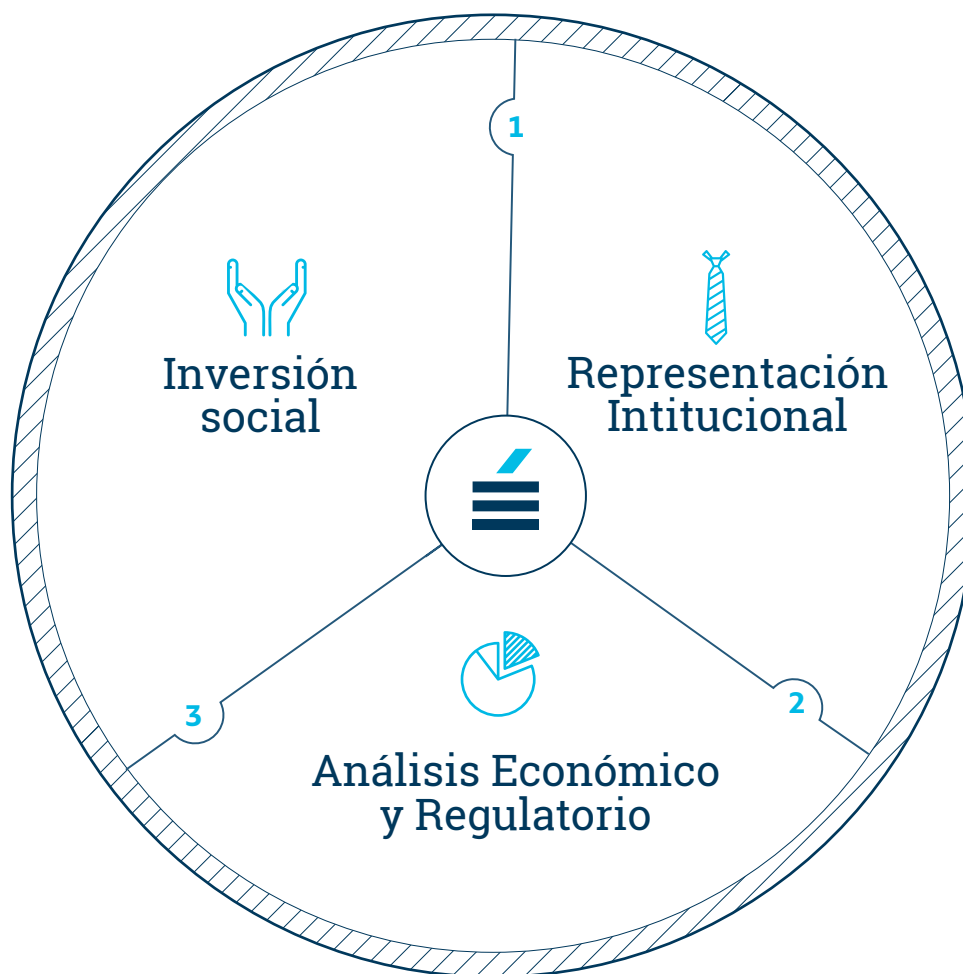 1
Representación
Intitucional
2
Análisis Económico
y Regulatorio
3
Inversión
social